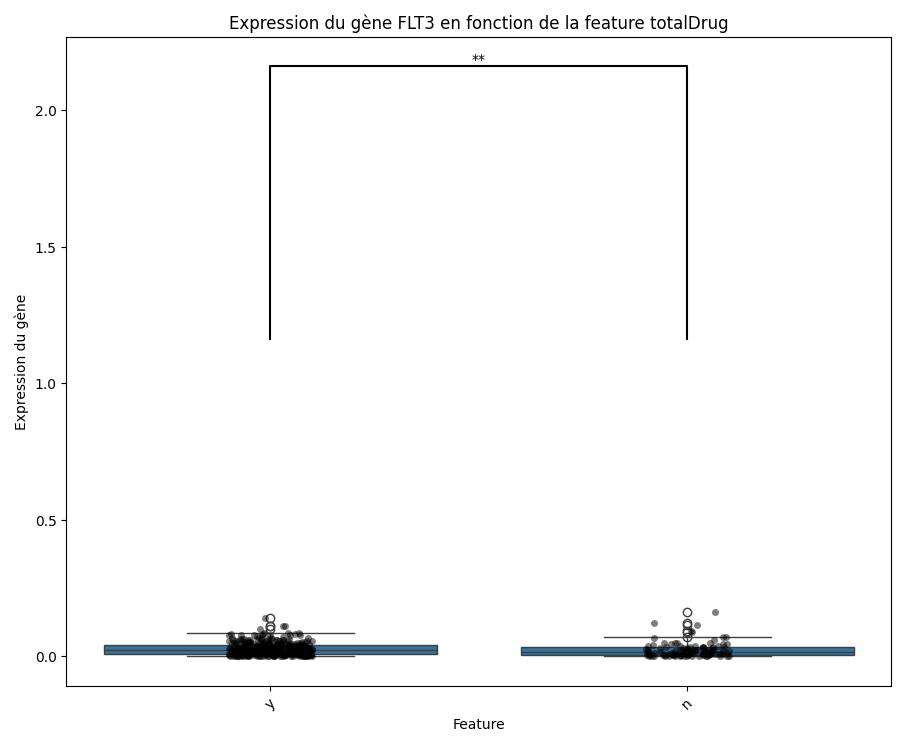 Expression du gène FLT3 en fonction de la feature totalDrug
**
2.0
1.5
1.0
0.5
0.0
Expression du gène
y
n
Feature